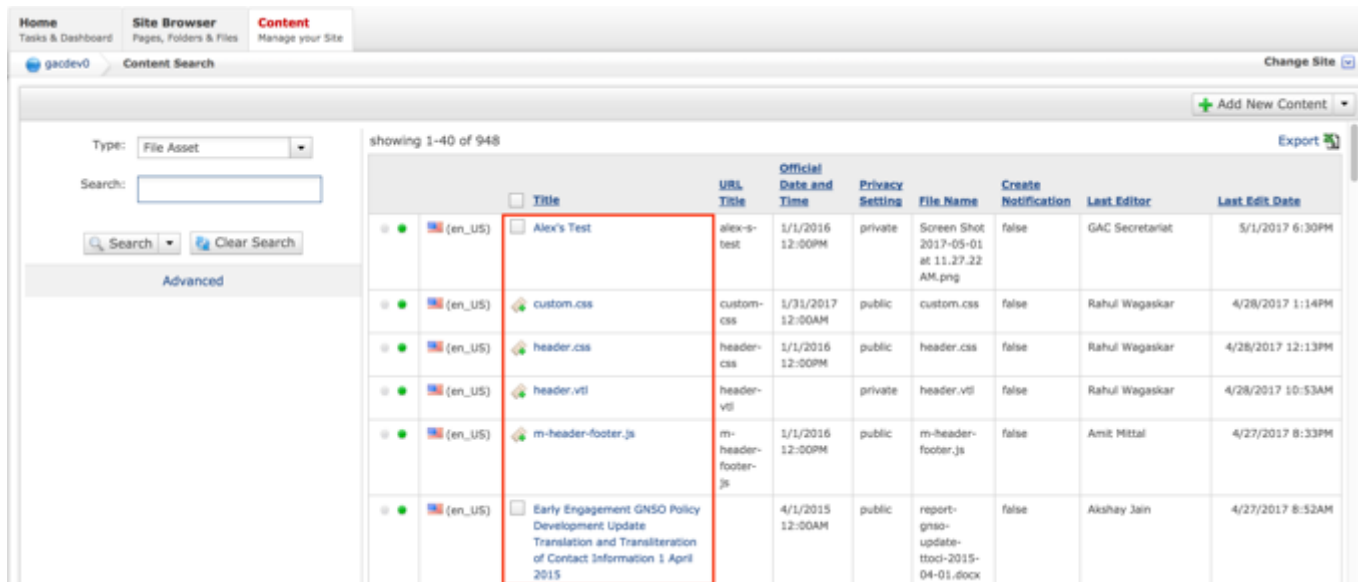 Home
Tasks & Dashboard
Site Browser
Pages, Folders & Files
Content
Manage your Site
gacdev0
Content Search
Change Site
Add New Content
Type:
File Asset
Search:
Search
Clear Search
Advanced
showing 1-40 of 948
Export
Title
URL
Title
Official
Date and
Time
Privacy
Setting
File Name
Create
Notification
Last Editor
Last Edit Date
(en_US)
Alex's Test
alex-s-
test
1/1/2016
12:00PM
private
Screen Shot
2017-05-01
at 11.27.22
AM.png
false
GAC Secretariat
5/1/2017 6:30PM
(en_US)
custom.css
custom-
css
1/31/2017
12:00AM
public
custom.css
false
Rahul Wagaskar
4/28/2017 1:14PM
(en_US)
header.css
header-
css
1/1/2016
12:00PM
public
header.css
false
Rahul Wagaskar
4/28/2017 12:13PM
(en_US)
header.vtl
header-
vtl
private
header.vtl
false
Rahul Wagaskar
4/28/2017 10:53AM
(en_US)
m-header-footer.js
m-
header-
footer-
js
1/1/2016
12:00PM
public
m-header-
footer.js
false
Amit Mittal
4/27/2017 8:33PM
(en_US)
Early Engagement GNSO Policy
Development Update
Translation and Transliteration
of Contact Information 1 April
2015
4/1/2015
12:00AM
public
report-
gnso-
update-
ttoci-2015-
04-01.docx
false
Akshay Jain
4/27/2017 8:52AM